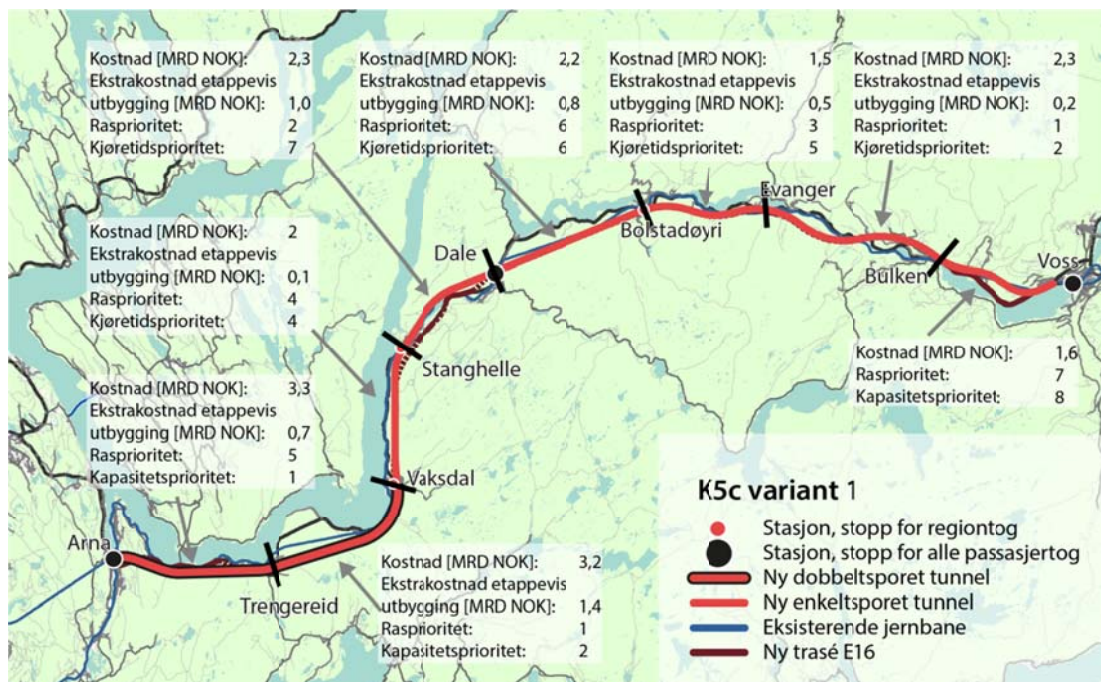 Kostnad [MRD NOK]: 2,3
Ekstrakostnad etappevis
utbygging [MRD NOK]: 1,0
Rasprioritet: 2
Kjøretidsprioritet: 7
Kostnad [MRD NOK]: 2,2
Ekstrakostnad etappevis
utbygging [MRD NOK]: 0,8
Rasprioritet: 6
Kjøretidsprioritet: 6
Kostnad [MRD NOK]: 1,5
Ekstrakostnad etappevis
utbygging [MRD NOK]: 0,5
Rasprioritet: 3
Kjøretidsprioritet: 5
Kostnad [MRD NOK]: 2,3
Ekstrakostnad etappevis
utbygging [MRD NOK]: 0,2
Rasprioritet: 1
Kjøretidsprioritet: 2
Kostnad [MRD NOK]: 2
Ekstrakostnad etappevis
utbygging [MRD NOK]: 0,1
Rasprioritet: 4
Kjøretidsprioritet: 4
Evanger
Bolstadøyri
Dale
Bulken
Voss
Stanghelle
Kostnad [MRD NOK]: 1,6
Rasprioritet: 7
Kapasitetsprioritet: 8
Kostnad [MRD NOK]: 3,3
Ekstrakostnad etappevis
utbygging [MRD NOK]: 0,7
Rasprioritet: 5
Kapasitetsprioritet: 1
Vaksdal
Arna
Trengereid
Kostnad [MRD NOK]: 3,2
Ekstrakostnad etappevis
utbygging [MRD NOK]: 1,4
Rasprioritet: 1
Kapasitetsprioritet: 2
K5c variant 1
Stasjon, stopp for regiontog
Stasjon, stopp for alle passasjertog
Ny dobbeltsporet tunnel
Ny enkeltsporet tunnel
Eksisterende jernbane
Ny trasé E16